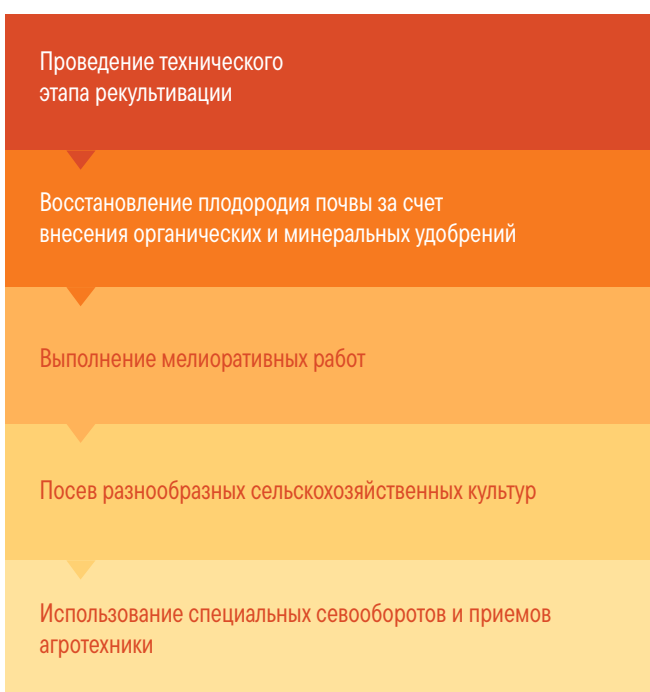 Проведение технического
этапа рекультивации
Восстановление плодородия почвы за счет
внесения органических и минеральных удобрений
Выполнение мелиоративных работ
Посев разнообразных сельскохозяйственных культур
Использование специальных севооборотов и приемов
агротехники